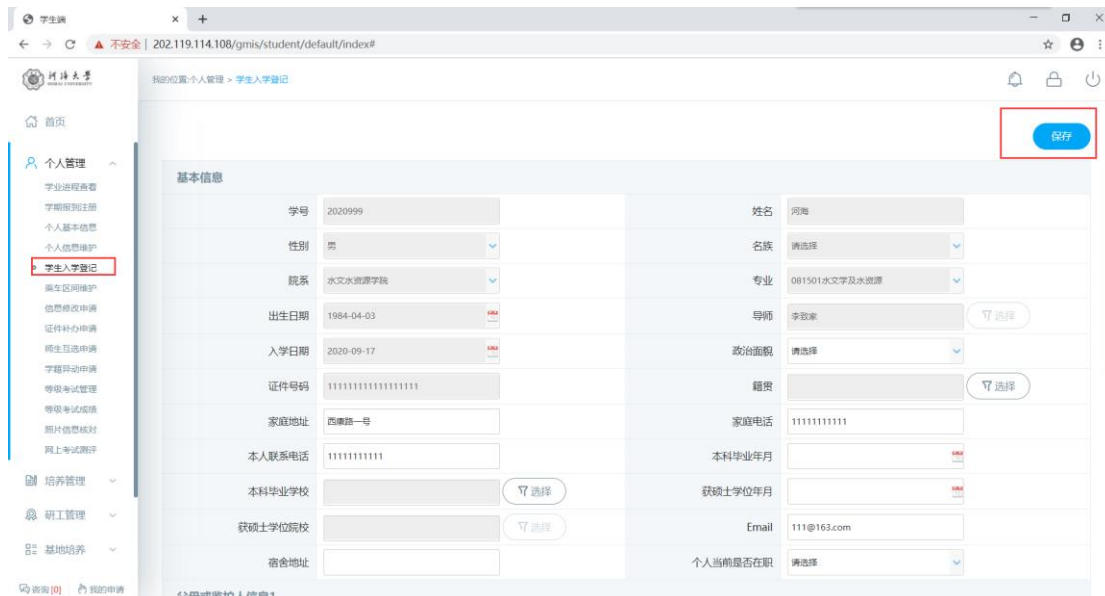 学生端
不安全 | 202.119.114.108/gmis/student/default/index#
河海大学
HOHAI UNIVERSITY
我的位置:个人管理 > 学生入学登记
首页
个人管理
学业进程查看
学期报到注册
个人基本信息
个人信息维护
学生入学登记
乘车区间维护
信息修改申请
证件补办申请
师生互选申请
学籍异动申请
等级考试管理
等级考试成绩
照片信息核对
网上考试测评
培养管理
研工管理
基地培养
咨询[0] 我的申请
保存
基本信息
学号 2020999 姓名 河海
性别 男 名族 请选择
院系 水文水资源学院 专业 081501水文学及水资源
出生日期 1984-04-03 导师 李致家 选择
入学日期 2020-09-17 政治面貌 请选择
证件号码 111111111111111111 籍贯 选择
家庭地址 西康路一号 家庭电话 11111111111
本人联系电话 11111111111 本科毕业年月
本科毕业学校 选择 获硕士学位年月
获硕士学位院校 选择 Email 111@163.com
宿舍地址 个人当前是否在职 请选择
父母或监护人信息1